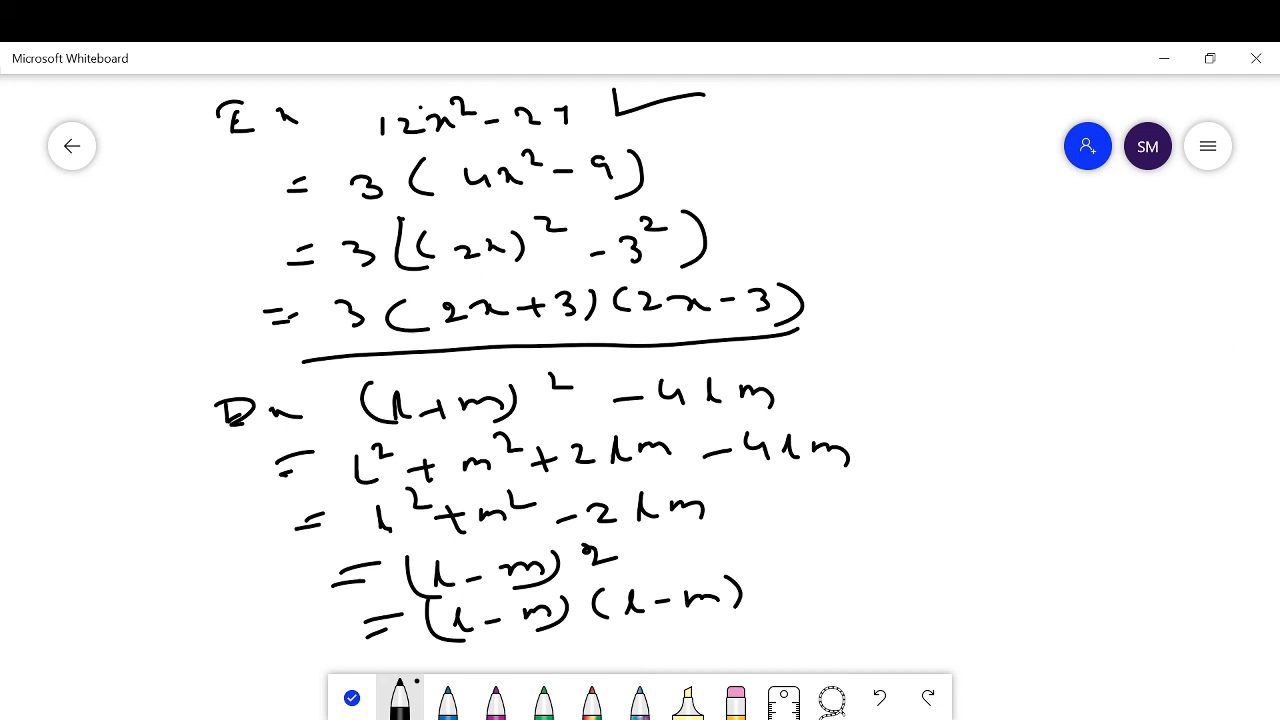 Microsoft Whiteboard
SM
Ex 12x² - 27
= 3 ( 4x² - 9 )
= 3 ( (2x)² - 3² )
= 3 ( 2x + 3 ) ( 2x - 3 )
Dx (l + m)² - 4lm
= l² + m² + 2lm - 4lm
= l² + m² - 2lm
= (l - m)²
= (l - m) (l - m)